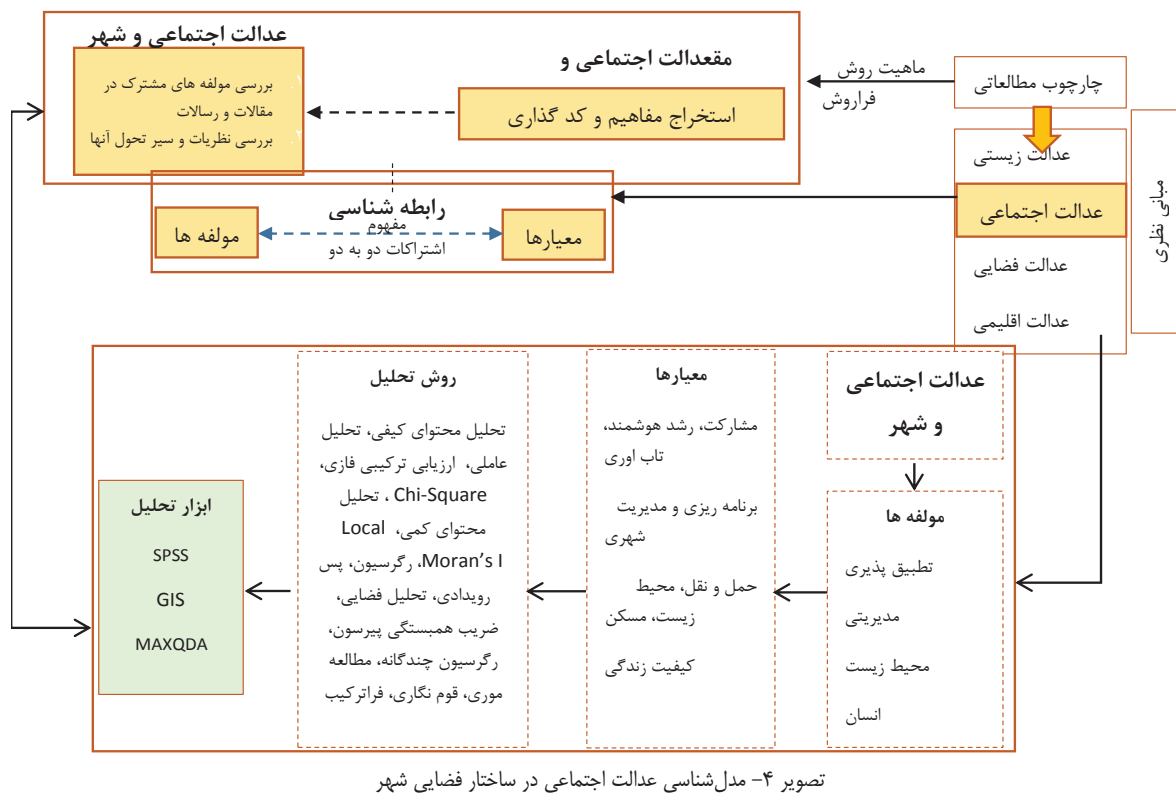 عدالت اجتماعی و شهر
بررسی مولفه های مشترک در
مقالات و رسالات
بررسی نظریات و سیر تحول آنها
مقعدالت اجتماعی و
استخراج مفاهیم و کد گذاری
ماهیت روش
فراروش
چارچوب مطالعاتی
عدالت زیستی
عدالت اجتماعی
عدالت فضایی
عدالت اقلیمی
مبانی نظری
رابطه شناسی
مفهوم
اشتراکات دو به دو
معیارها
مولفه ها
عدالت اجتماعی
و شهر
مولفه ها
تطبیق پذیری
مدیریتی
محیط زیست
انسان
معیارها
مشارکت، رشد هوشمند،
تاب اوری
برنامه ریزی و مدیریت
شهری
حمل و نقل، محیط
زیست، مسکن
کیفیت زندگی
روش تحلیل
تحلیل محتوای کیفی، تحلیل
عاملی، ارزیابی ترکیبی فازی،
Chi-Square ، تحلیل
محتوای کمی، Local
Moran's I، رگرسیون، پس
رویدادی، تحلیل فضایی،
ضریب همبستگی پیرسون،
رگرسیون چندگانه، مطالعه
موری، قوم نگاری، فراترکیب
ابزار تحلیل
SPSS
GIS
MAXQDA
تصویر ۴- مدل‌شناسی عدالت اجتماعی در ساختار فضایی شهر